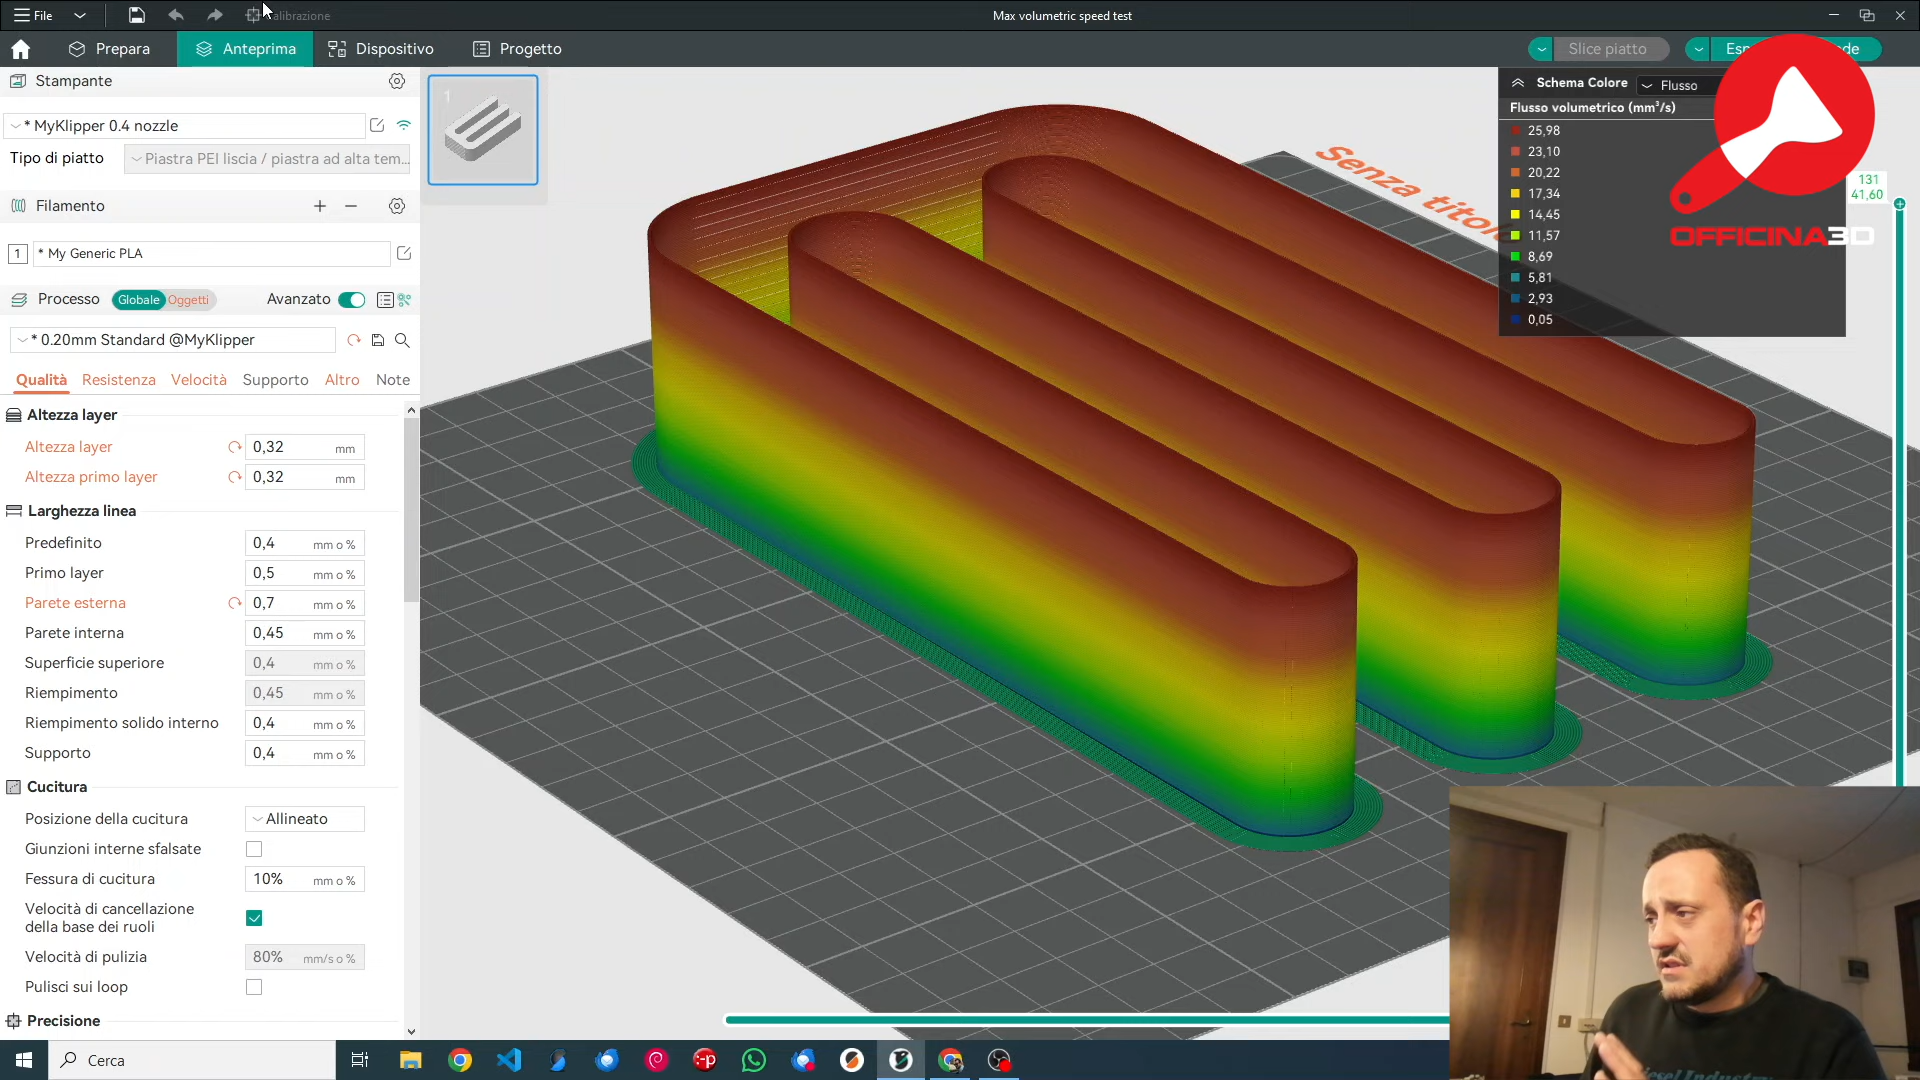 File
alibrazione
Max volumetric speed test
Prepara
Anteprima
Dispositivo
Progetto
Slice piatto
Esp
de
Stampante
* MyKlipper 0.4 nozzle
Tipo di piatto
Piastra PEI liscia / piastra ad alta tem...
Filamento
1
* My Generic PLA
Processo
Globale
Oggetti
Avanzato
* 0.20mm Standard @MyKlipper
Qualità
Resistenza
Velocità
Supporto
Altro
Note
Altezza layer
Altezza layer
0,32
mm
Altezza primo layer
0,32
mm
Larghezza linea
Predefinito
0,4
mm o %
Primo layer
0,5
mm o %
Parete esterna
0,7
mm o %
Parete interna
0,45
mm o %
Superficie superiore
0,4
mm o %
Riempimento
0,45
mm o %
Riempimento solido interno
0,4
mm o %
Supporto
0,4
mm o %
Cucitura
Posizione della cucitura
Allineato
Giunzioni interne sfalsate
Fessura di cucitura
10%
mm o %
Velocità di cancellazione
della base dei ruoli
Velocità di pulizia
80%
mm/s o %
Pulisci sui loop
Precisione
1
Senza titolo
Schema Colore
Flusso
Flusso volumetrico (mm³/s)
25,98
23,10
20,22
17,34
14,45
11,57
8,69
5,81
2,93
0,05
OFFICINA3D
131
41,60
Cerca